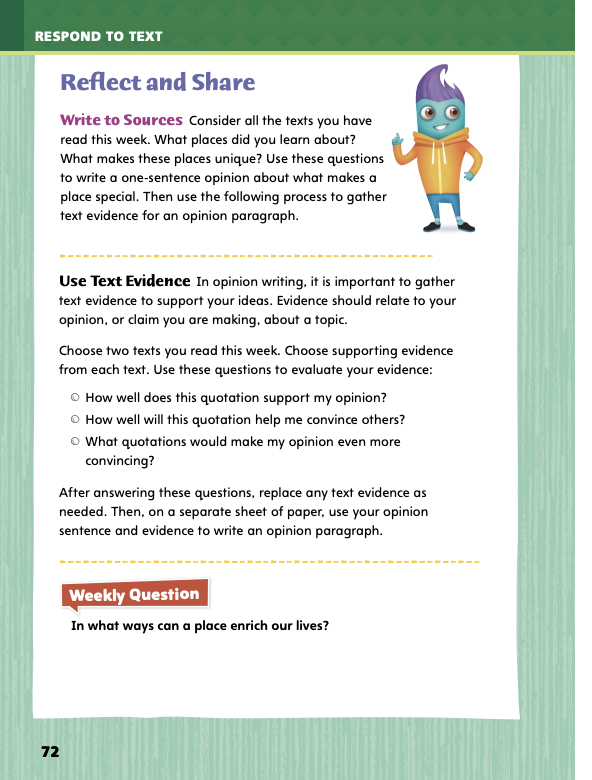 RESPOND TO TEXT
Reflect and Share
Write to Sources Consider all the texts you have
read this week. What places did you learn about?
What makes these places unique? Use these questions
to write a one-sentence opinion about what makes a
place special. Then use the following process to gather
text evidence for an opinion paragraph.
Use Text Evidence In opinion writing, it is important to gather
text evidence to support your ideas. Evidence should relate to your
opinion, or claim you are making, about a topic.
Choose two texts you read this week. Choose supporting evidence
from each text. Use these questions to evaluate your evidence:
How well does this quotation support my opinion?
How well will this quotation help me convince others?
What quotations would make my opinion even more
convincing?
After answering these questions, replace any text evidence as
needed. Then, on a separate sheet of paper, use your opinion
sentence and evidence to write an opinion paragraph.
Weekly Question
In what ways can a place enrich our lives?
72